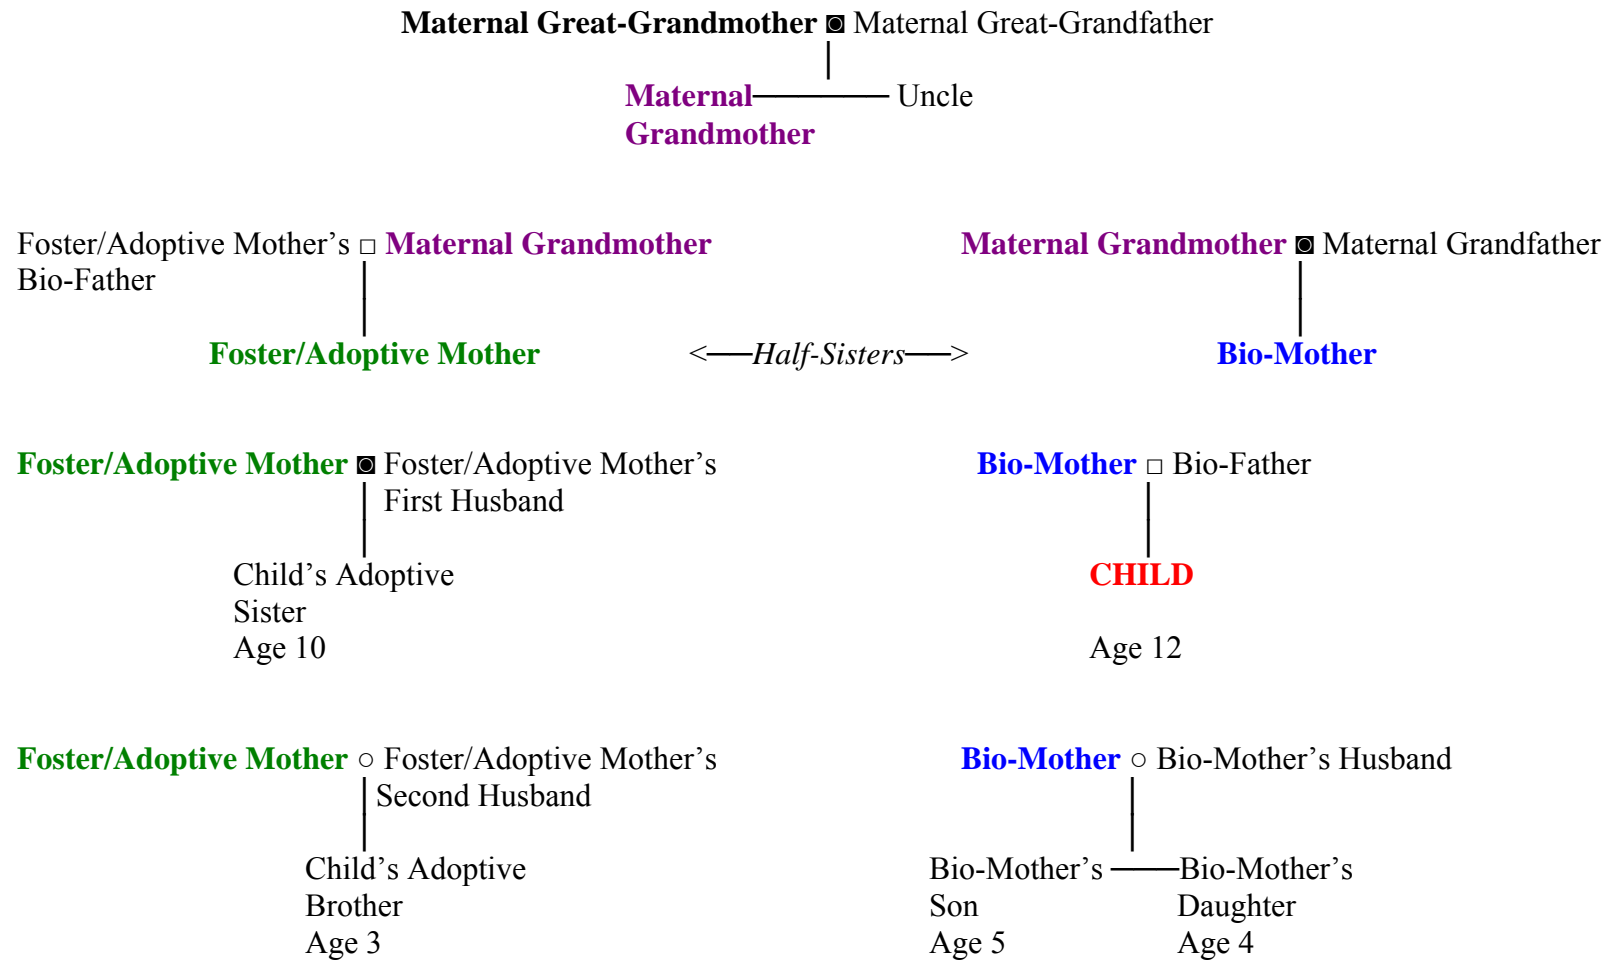 Maternal Great-Grandmother ◙ Maternal Great-Grandfather
Maternal Uncle
Grandmother
Foster/Adoptive Mother’s □ Maternal Grandmother Maternal Grandmother ◙ Maternal Grandfather
Bio-Father
Foster/Adoptive Mother <──Half-Sisters──> Bio-Mother
Foster/Adoptive Mother ◙ Foster/Adoptive Mother’s Bio-Mother □ Bio-Father
First Husband
Child’s Adoptive CHILD
Sister
Age 10 Age 12
Foster/Adoptive Mother ○ Foster/Adoptive Mother’s Bio-Mother ○ Bio-Mother’s Husband
Second Husband
Child’s Adoptive Bio-Mother’s Bio-Mother’s
Brother Son Daughter
Age 3 Age 5 Age 4